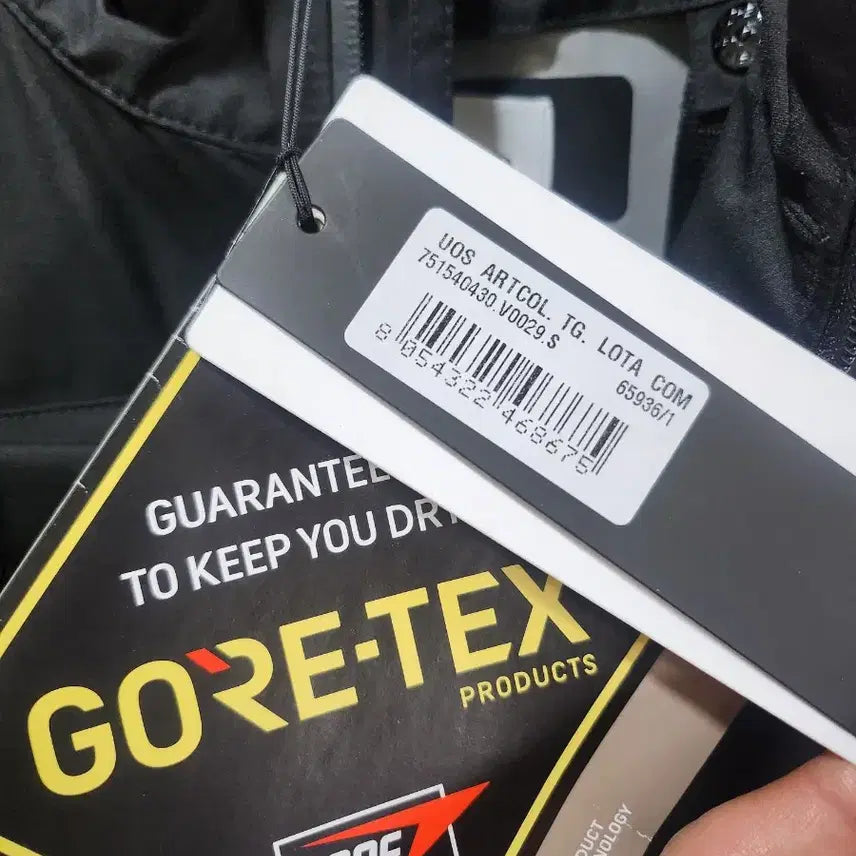 UOS ARTCOL. TG. LOTA COM
751540430.V0029.S
65936/1
8 054322 468675
GUARANTEE
TO KEEP YOU DRY
GORE-TEX
PRODUCTS